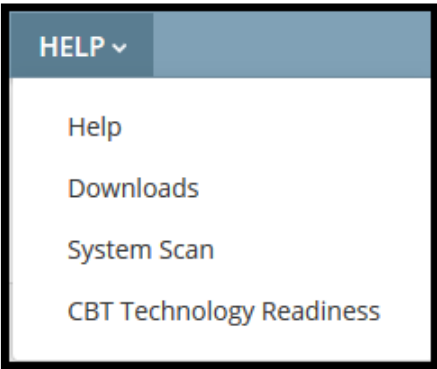 HELP
Help
Downloads
System Scan
CBT Technology Readiness